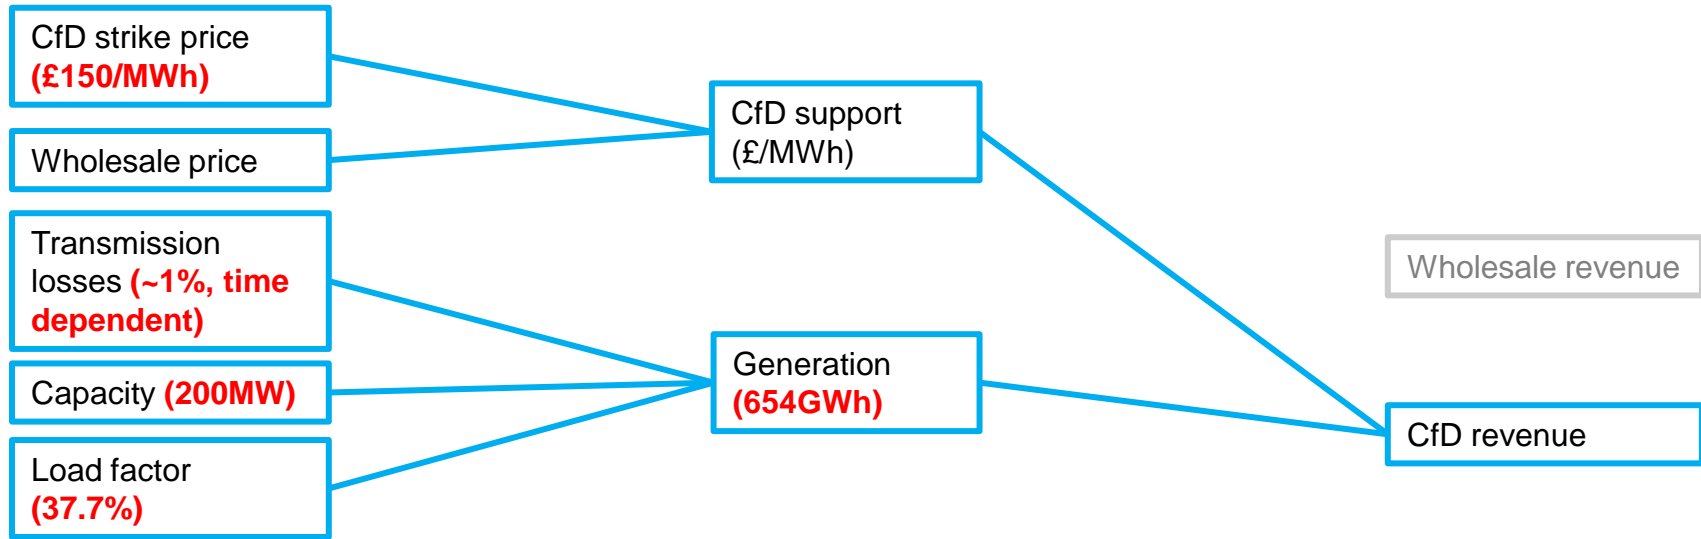 CfD strike price
(£150/MWh)
Wholesale price
Transmission
losses (~1%, time
dependent)
Capacity (200MW)
Load factor
(37.7%)
CfD support
(£/MWh)
Generation
(654GWh)
Wholesale revenue
CfD revenue